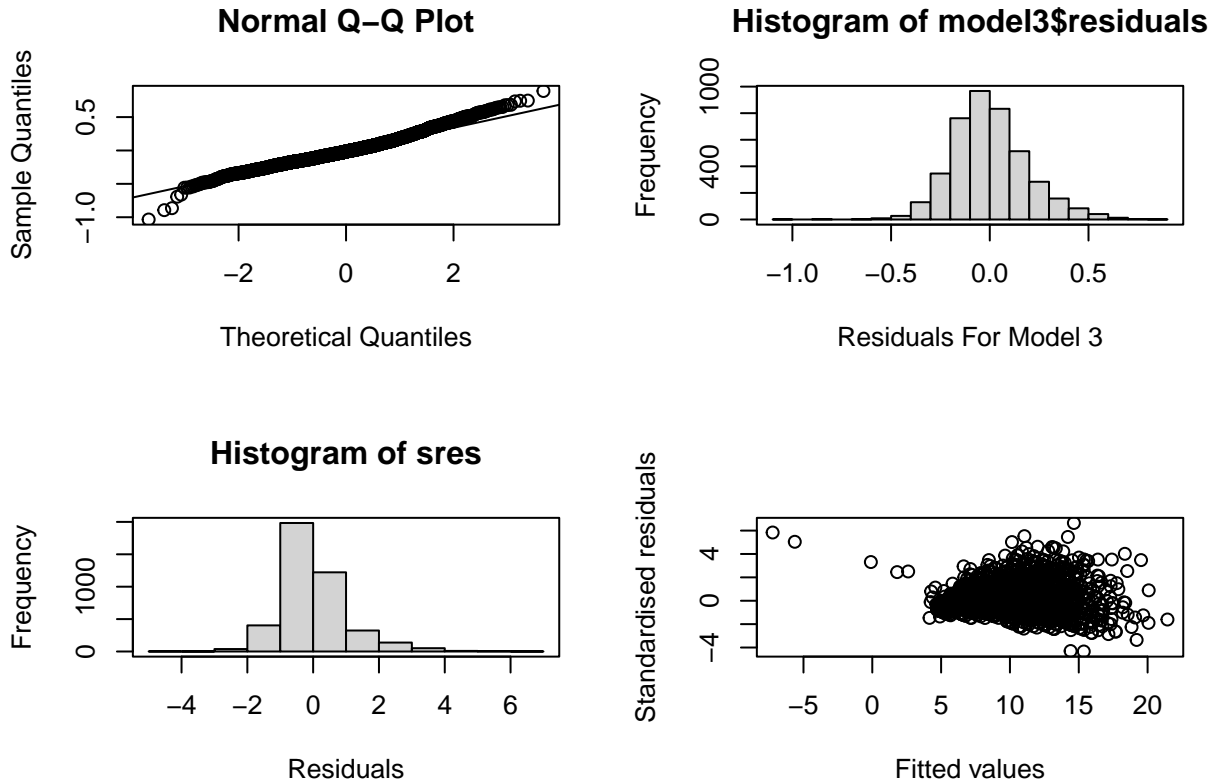 Normal Q−Q Plot
Sample Quantiles
−1.0 0.5
−2 0 2
Theoretical Quantiles
Histogram of model3$residuals
Frequency
0 400 1000
−1.0 −0.5 0.0 0.5
Residuals For Model 3
Histogram of sres
Frequency
0 1000
−4 −2 0 2 4 6
Residuals
Standardised residuals
−4 0 4
−5 0 5 10 15 20
Fitted values